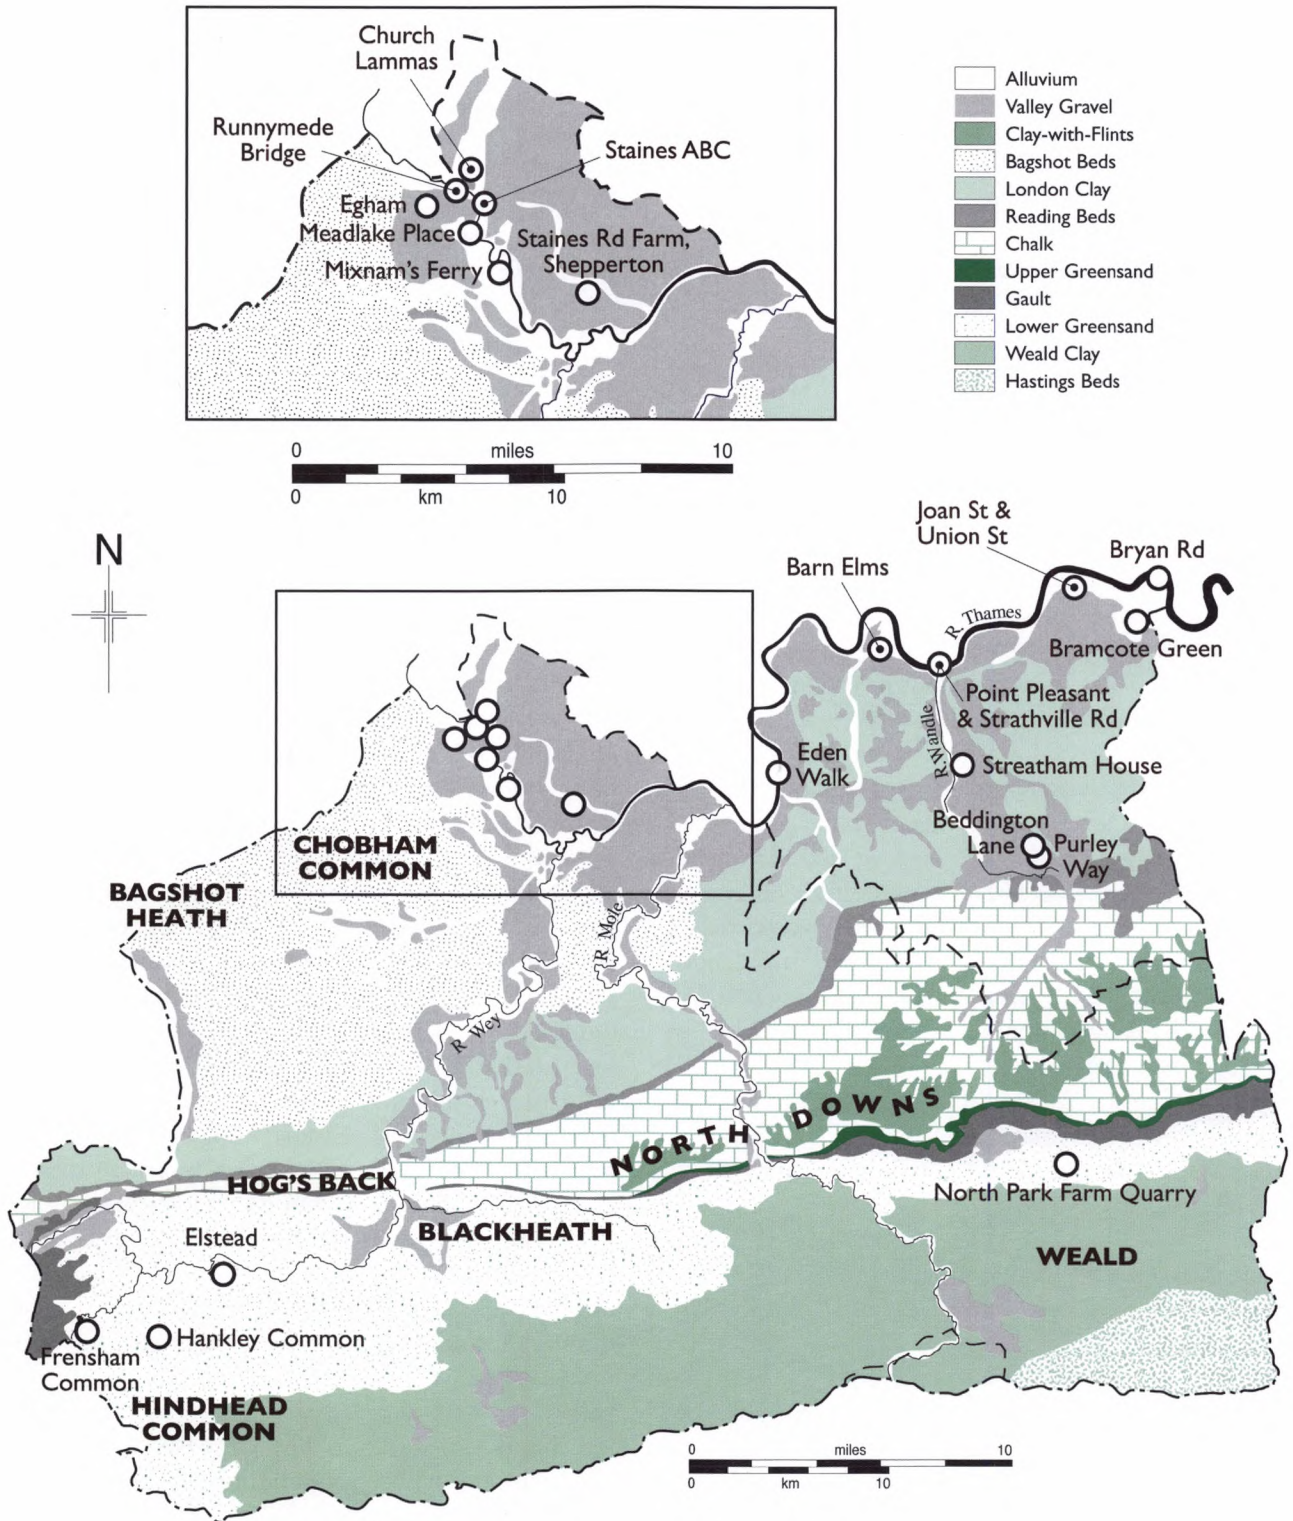 Church
Lammas
Runnymede
Bridge
Staines ABC
Egham
Meadlake Place
Staines Rd Farm,
Shepperton
Mixnam's Ferry
Alluvium
Valley Gravel
Clay-with-Flints
Bagshot Beds
London Clay
Reading Beds
Chalk
Upper Greensand
Gault
Lower Greensand
Weald Clay
Hastings Beds
0 miles 10
0 km 10
N
Joan St &
Union St
Bryan Rd
Barn Elms
R. Thames
Bramcote Green
Point Pleasant
& Strathville Rd
R.Wandle
Eden
Walk
Streatham House
Beddington
Lane
Purley
Way
CHOBHAM
COMMON
BAGSHOT
HEATH
R. Mole
R Wey
NORTH DOWNS
HOG'S BACK
North Park Farm Quarry
BLACKHEATH
Elstead
WEALD
Hankley Common
Frensham
Common
HINDHEAD
COMMON
0 miles 10
0 km 10